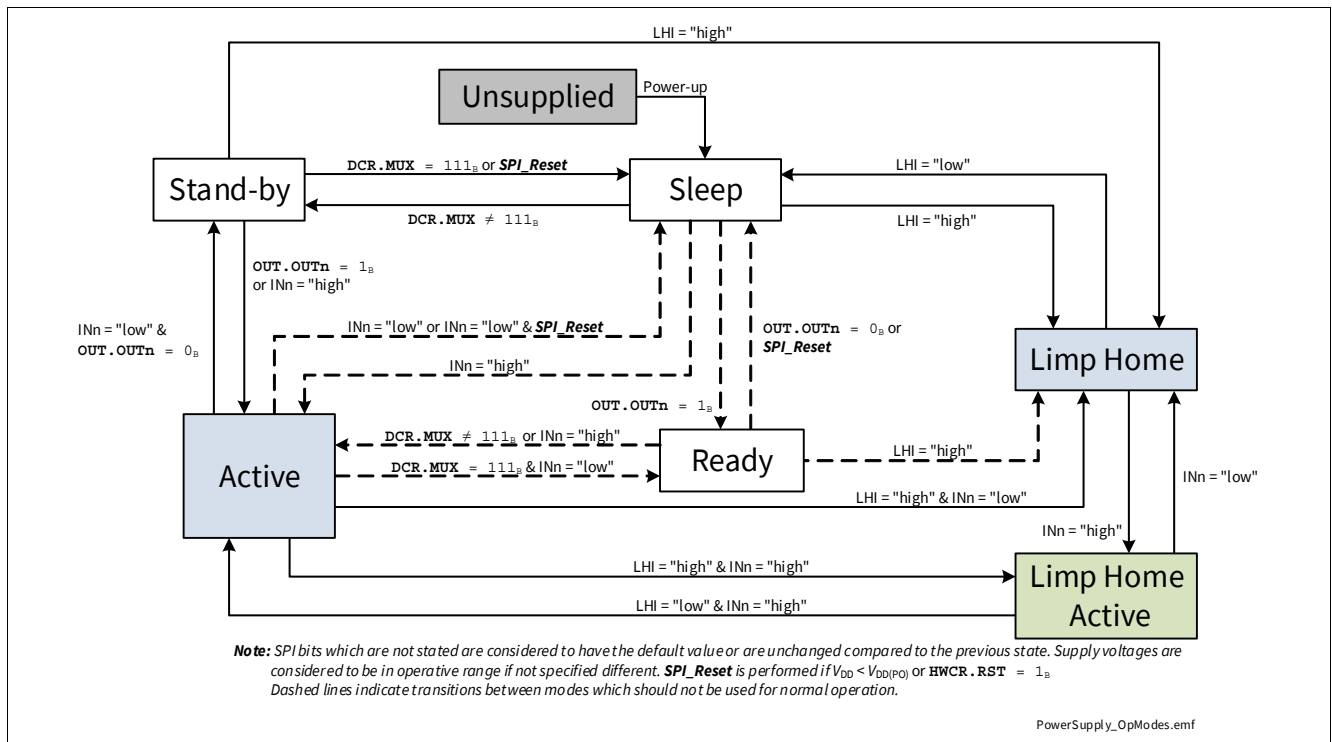 LHI = "high"
Unsupplied
Power-up
Stand-by
DCR.MUX = 111B or SPI_Reset
Sleep
LHI = "low"
DCR.MUX ≠ 111B
LHI = "high"
OUT.OUTn = 1B
or INn = "high"
INn = "low" &
OUT.OUTn = 0B
INn = "low" or INn = "low" & SPI_Reset
OUT.OUTn = 0B or
SPI_Reset
Limp Home
INn = "high"
OUT.OUTn = 1B
DCR.MUX ≠ 111B or INn = "high"
Ready
LHI = "high"
Active
DCR.MUX = 111B & INn = "low"
INn = "low"
LHI = "high" & INn = "low"
INn = "high"
LHI = "high" & INn = "high"
Limp Home
Active
LHI = "low" & INn = "high"
Note: SPI bits which are not stated are considered to have the default value or are unchanged compared to the previous state. Supply voltages are
considered to be in operative range if not specified different. SPI_Reset is performed if VDD < VDD(PO) or HWCR.RST = 1B
Dashed lines indicate transitions between modes which should not be used for normal operation.
PowerSupply_OpModes.emf